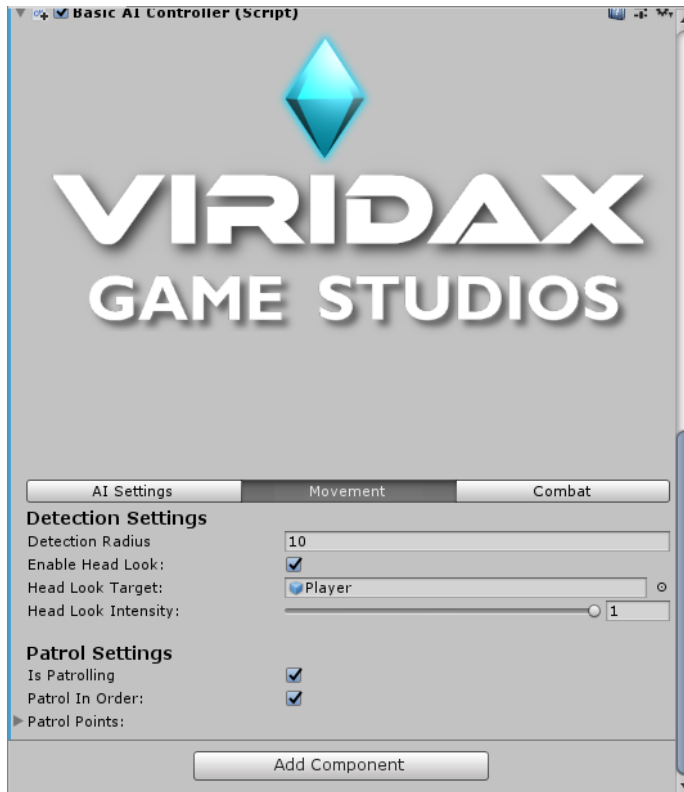 Basic AI Controller (Script)
VIRIDAX
GAME STUDIOS
AI Settings Movement Combat
Detection Settings
Detection Radius 10
Enable Head Look:
Head Look Target: Player
Head Look Intensity: 1
Patrol Settings
Is Patrolling
Patrol In Order:
Patrol Points:
Add Component